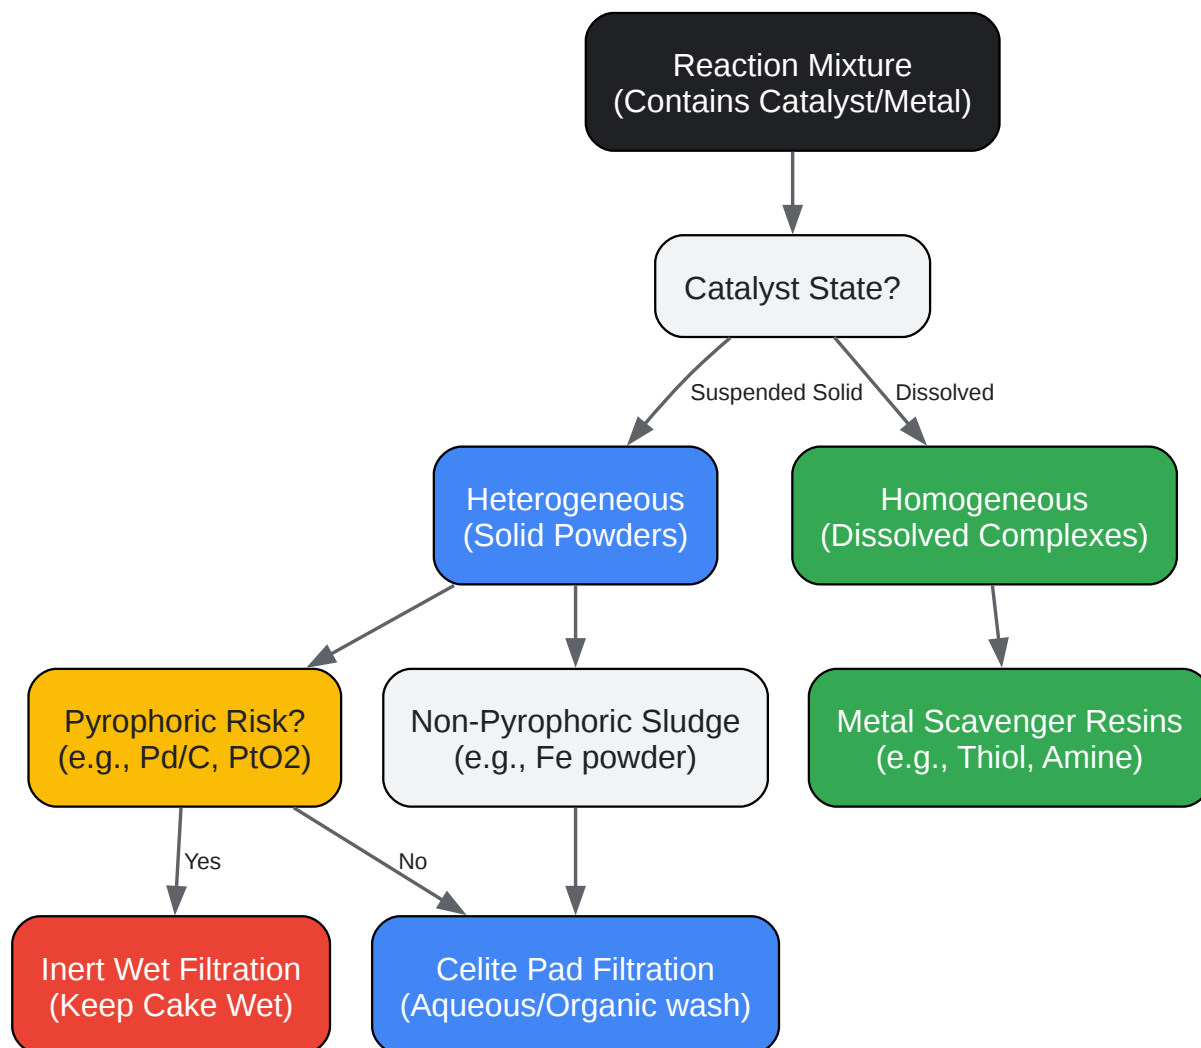 Reaction Mixture
(Contains Catalyst/Metal)
Catalyst State?
Suspended Solid
Dissolved
Heterogeneous
(Solid Powders)
Homogeneous
(Dissolved Complexes)
Pyrophoric Risk?
(e.g., Pd/C, PtO2)
Non-Pyrophoric Sludge
(e.g., Fe powder)
Metal Scavenger Resins
(e.g., Thiol, Amine)
Yes
No
Inert Wet Filtration
(Keep Cake Wet)
Celite Pad Filtration
(Aqueous/Organic wash)